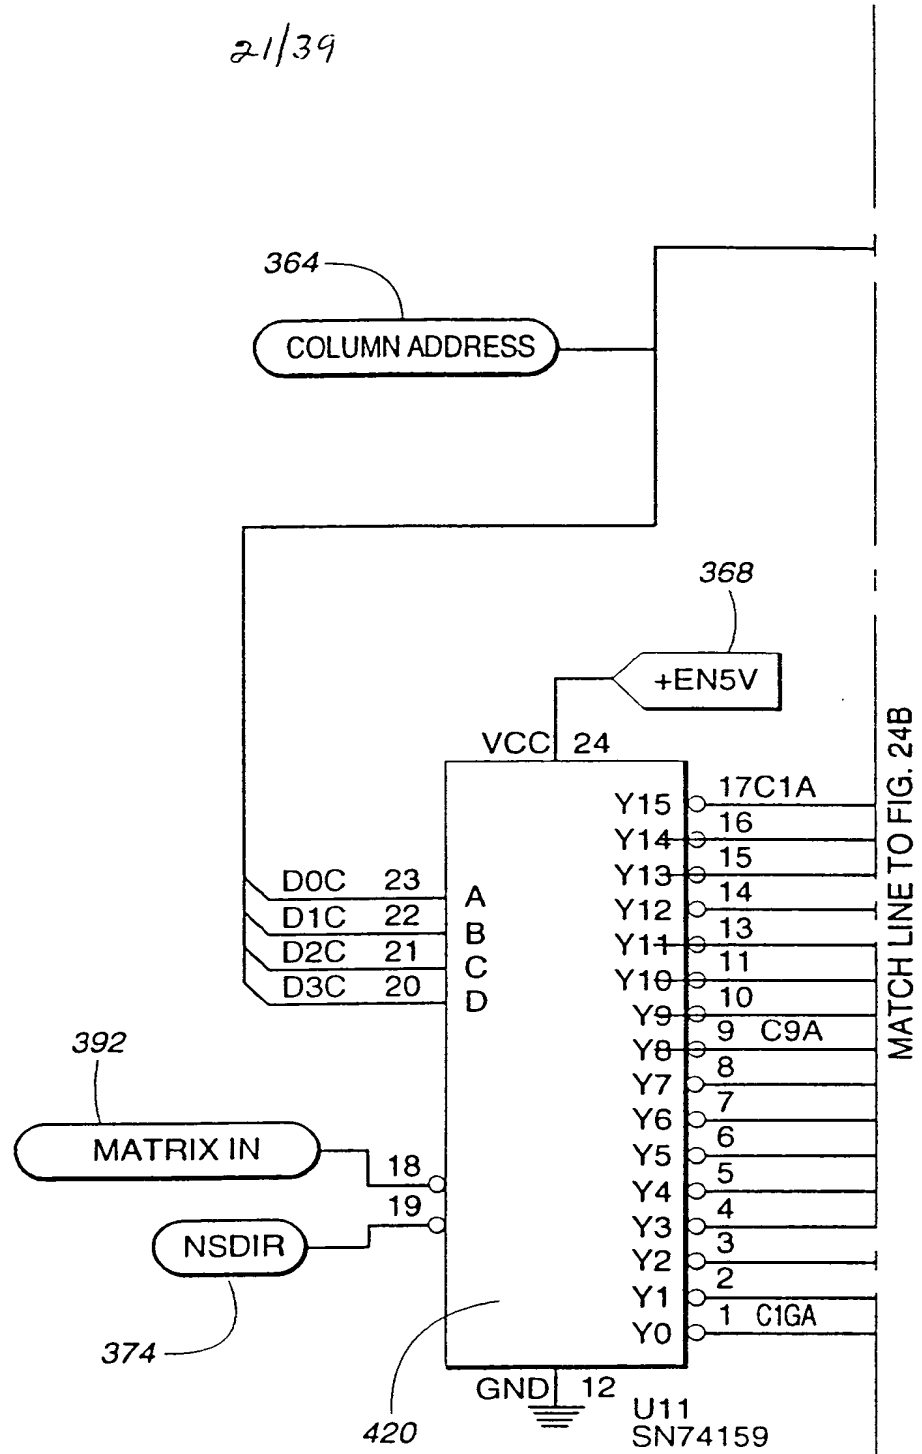 21/39
364
COLUMN ADDRESS
368
+EN5V
VCC 24
Y15 17 C1A
Y14 16
Y13 15
Y12 14
Y11 13
Y10 11
Y9 10
Y8 9 C9A
Y7 8
Y6 7
Y5 6
Y4 5
Y3 4
Y2 3
Y1 2
Y0 1 C1GA
D0C 23 A
D1C 22 B
D2C 21 C
D3C 20 D
392
MATRIX IN
18
19
NSDIR
374
GND 12
420
U11
SN74159
MATCH LINE TO FIG. 24B